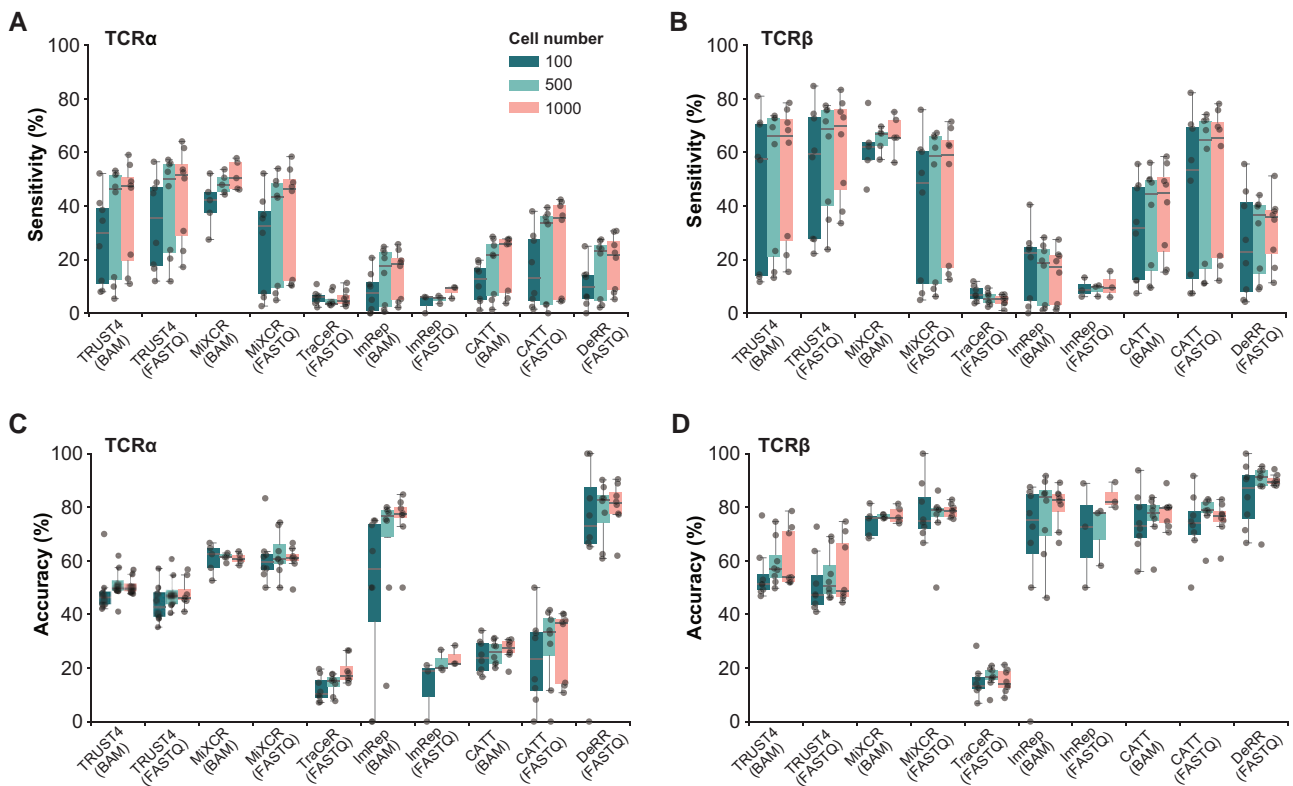 A
TCRα
Cell number
100
500
1000
Sensitivity (%)
100
80
60
40
20
0
TRUST4
(BAM)
TRUST4
(FASTQ)
MiXCR
(BAM)
MiXCR
(FASTQ)
TraCeR
(FASTQ)
ImRep
(BAM)
ImRep
(FASTQ)
CATT
(BAM)
CATT
(FASTQ)
DeRR
(FASTQ)
B
TCRβ
Sensitivity (%)
100
80
60
40
20
0
TRUST4
(BAM)
TRUST4
(FASTQ)
MiXCR
(BAM)
MiXCR
(FASTQ)
TraCeR
(FASTQ)
ImRep
(BAM)
ImRep
(FASTQ)
CATT
(BAM)
CATT
(FASTQ)
DeRR
(FASTQ)
C
TCRα
Accuracy (%)
100
80
60
40
20
0
TRUST4
(BAM)
TRUST4
(FASTQ)
MiXCR
(BAM)
MiXCR
(FASTQ)
TraCeR
(FASTQ)
ImRep
(BAM)
ImRep
(FASTQ)
CATT
(BAM)
CATT
(FASTQ)
DeRR
(FASTQ)
D
TCRβ
Accuracy (%)
100
80
60
40
20
0
TRUST4
(BAM)
TRUST4
(FASTQ)
MiXCR
(BAM)
MiXCR
(FASTQ)
TraCeR
(FASTQ)
ImRep
(BAM)
ImRep
(FASTQ)
CATT
(BAM)
CATT
(FASTQ)
DeRR
(FASTQ)